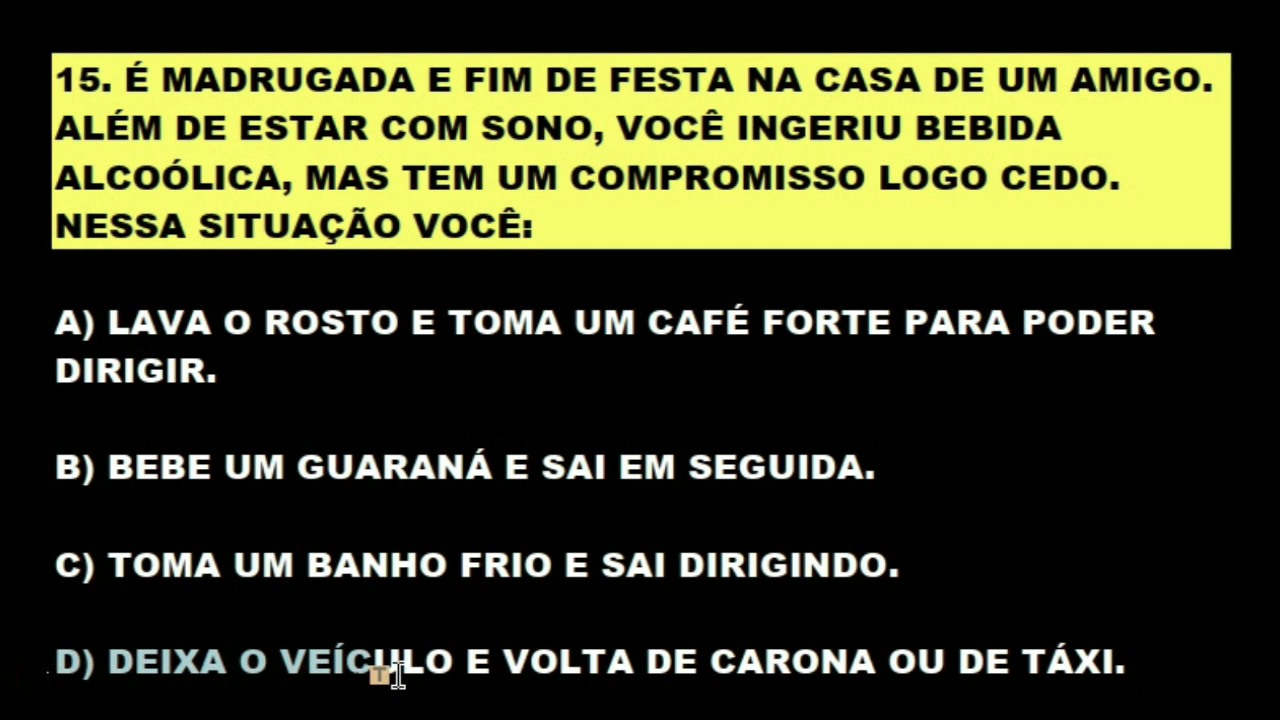 15. É MADRUGADA E FIM DE FESTA NA CASA DE UM AMIGO.
ALÉM DE ESTAR COM SONO, VOCÊ INGERIU BEBIDA
ALCOÓLICA, MAS TEM UM COMPROMISSO LOGO CEDO.
NESSA SITUAÇÃO VOCÊ:
A) LAVA O ROSTO E TOMA UM CAFÉ FORTE PARA PODER
DIRIGIR.
B) BEBE UM GUARANÁ E SAI EM SEGUIDA.
C) TOMA UM BANHO FRIO E SAI DIRIGINDO.
D) DEIXA O VEÍCULO E VOLTA DE CARONA OU DE TÁXI.
T